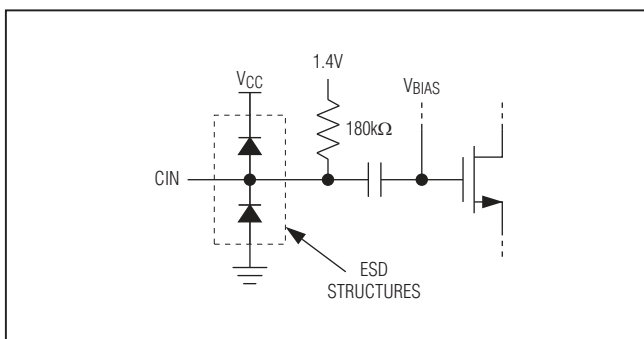 1.4V
VCC
VBIAS
180kΩ
CIN
ESD
STRUCTURES